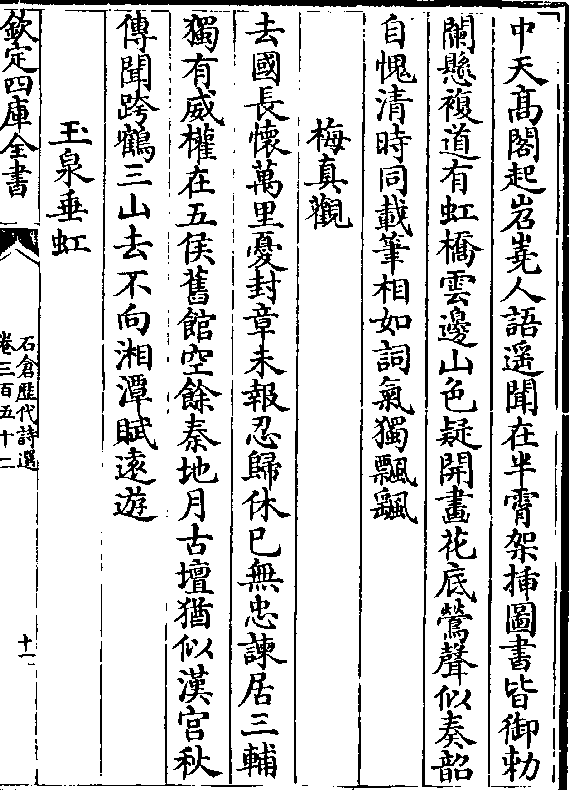 中天髙閣起岧嶤人語遥聞在半霄架揷圖書皆御勅
闌懸複道有虹橋雲邊山色疑開畫花底鶯聲似奏韶
自愧清時同載筆相如詞氣獨飄飄
梅真觀
去國長懷萬里憂封章未報忍歸休已無忠諫居三輔
獨有威權在五侯舊館空餘秦地月古壇猶似漢宫秋
傳聞跨鶴三山去不向湘潭賦遠遊
玉泉垂虹
欽定四庫全書
石倉歴代詩選
卷三百五十二
十一